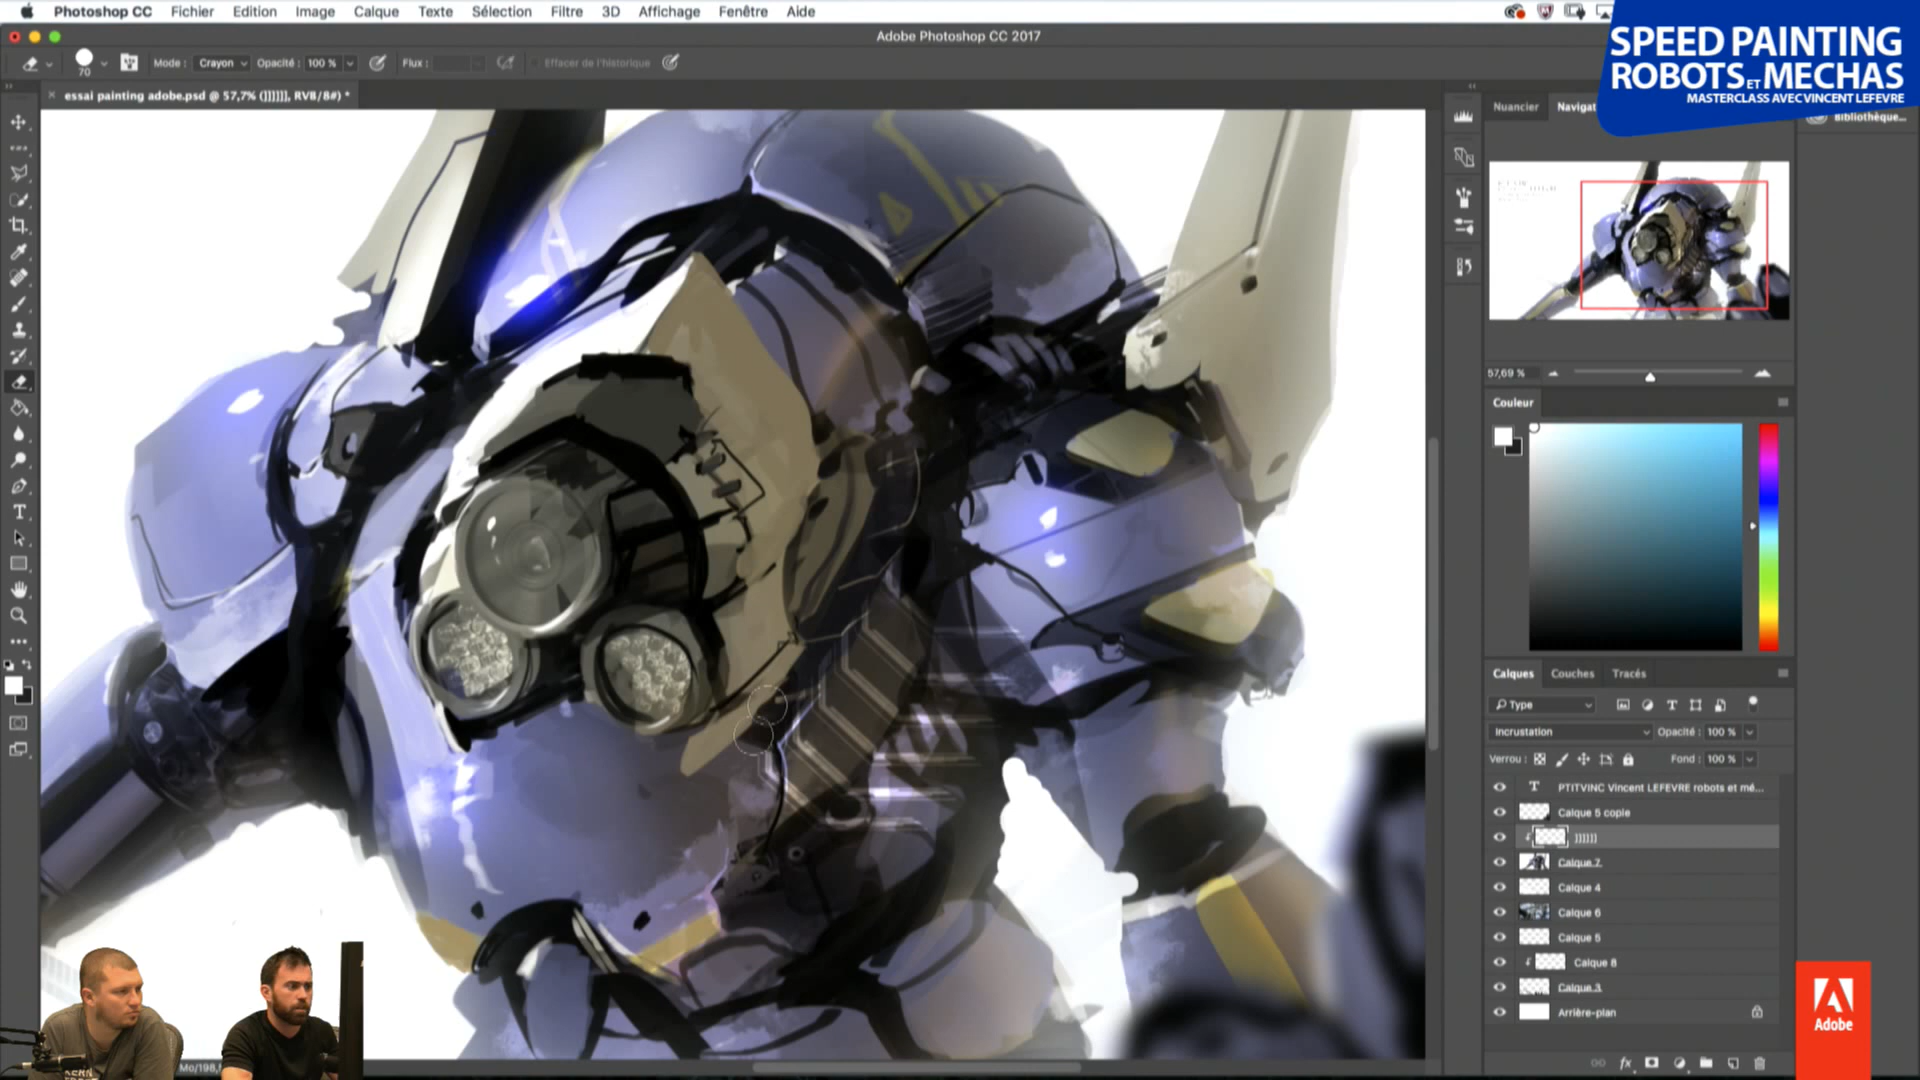 Photoshop CC Fichier Edition Image Calque Texte Sélection Filtre 3D Affichage Fenêtre Aide
Adobe Photoshop CC 2017
SPEED PAINTING
ROBOTS ET MECHAS
MASTERCLASS AVEC VINCENT LEFEVRE
70 Mode : Crayon Opacité : 100 % Flux : Effacer de l'historique
essai painting adobe.psd @ 57,7% (]]]]]], RVB/8#) *
Nuancier Navigat
Bibliothèque...
57,69 %
Couleur
Calques Couches Tracés
Type
Incrustation Opacité : 100 %
Verrou : Fond : 100 %
PTITVINC Vincent LEFEVRE robots et mé...
Calque 5 copie
]]]]]]
Calque 7
Calque 4
Calque 6
Calque 5
Calque 8
Calque 3
Arrière-plan
fx
Adobe